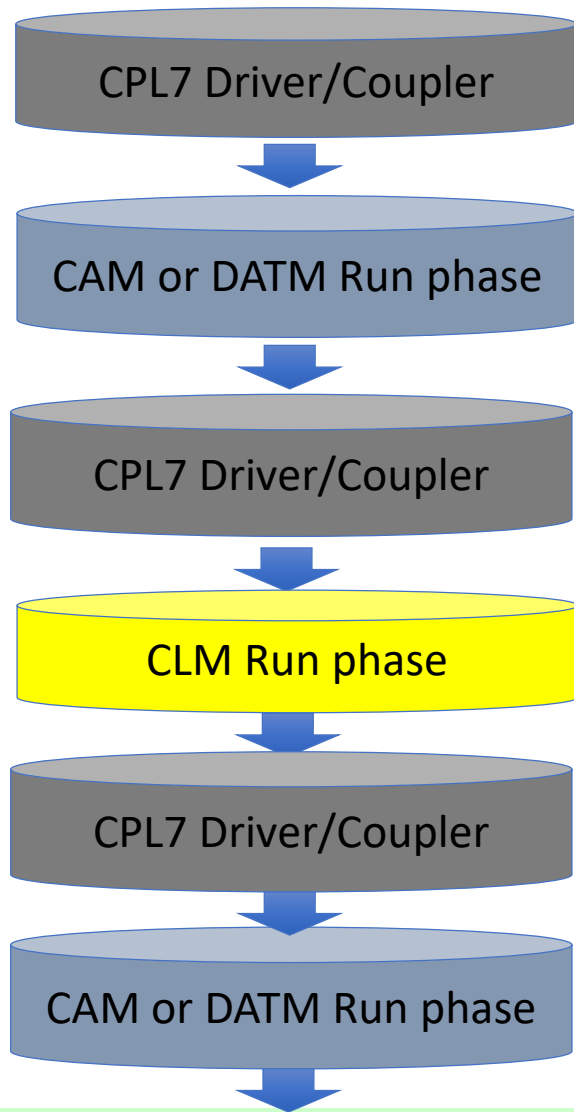 CPL7 Driver/Coupler
CAM or DATM Run phase
CPL7 Driver/Coupler
CLM Run phase
CPL7 Driver/Coupler
CAM or DATM Run phase